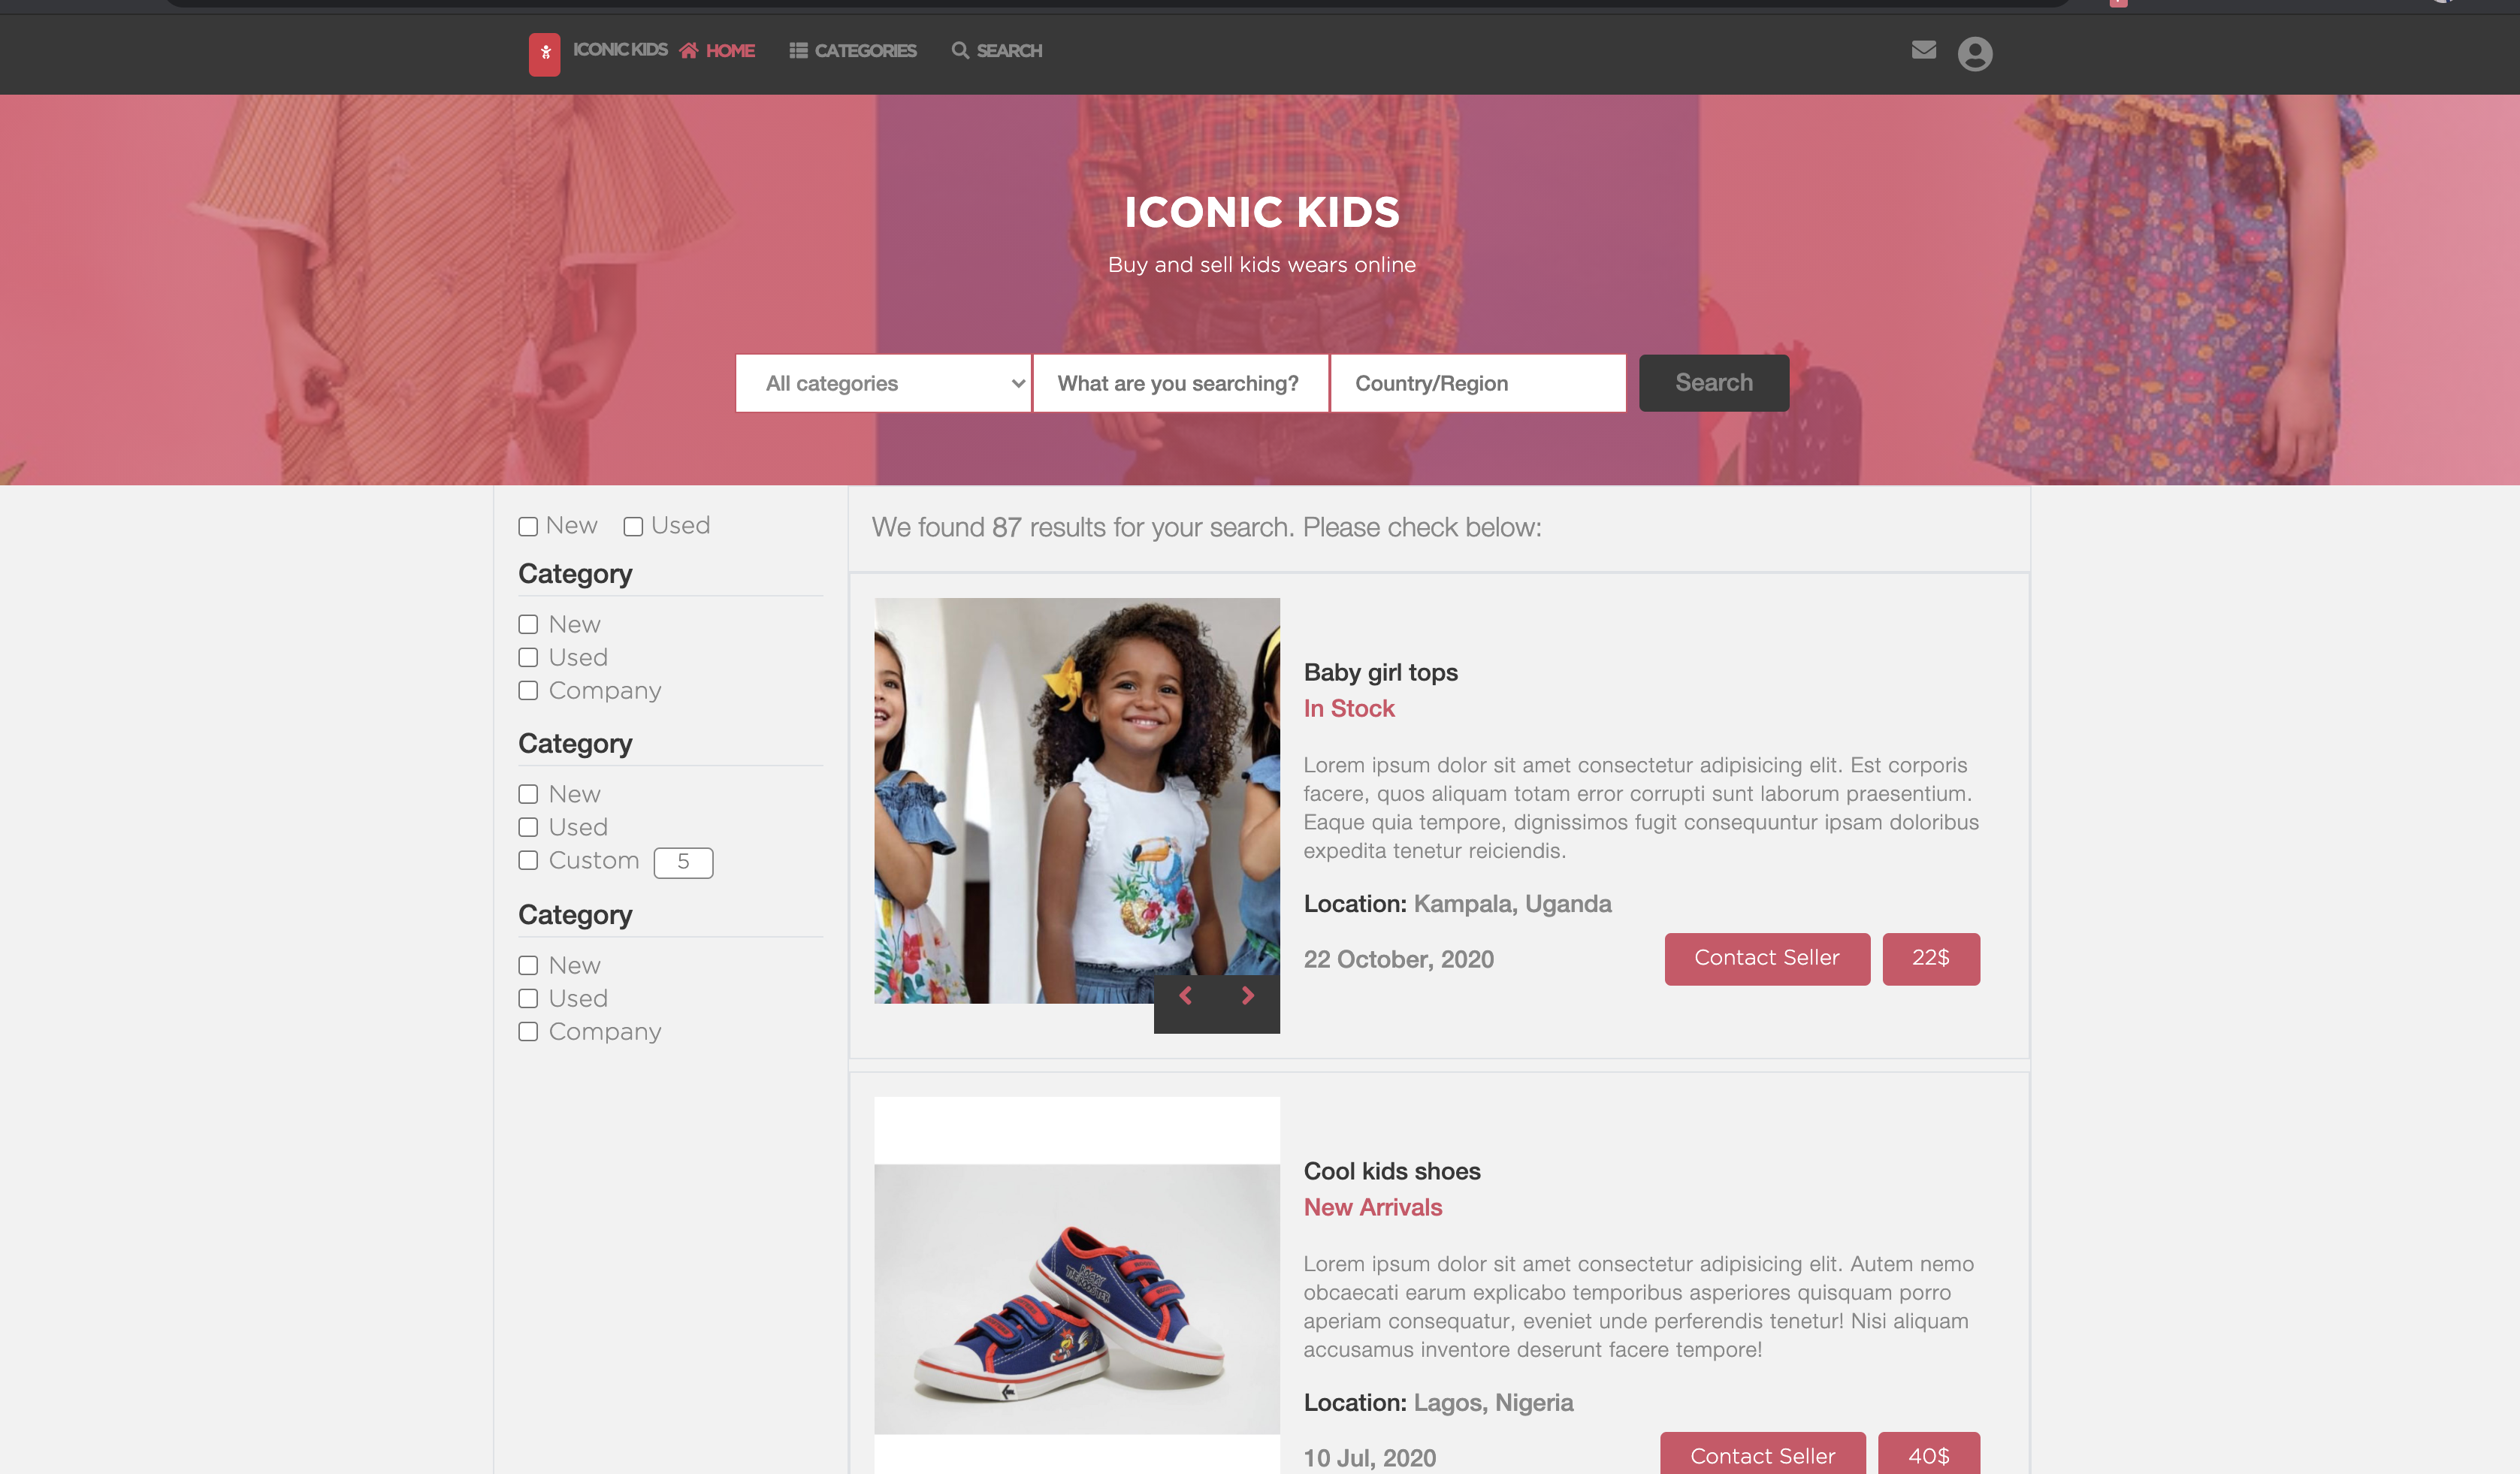 ICONIC KIDS HOME CATEGORIES SEARCH
ICONIC KIDS
Buy and sell kids wears online
All categories What are you searching? Country/Region Search
New Used
Category
New
Used
Company
Category
New
Used
Custom 5
Category
New
Used
Company
We found 87 results for your search. Please check below:
Baby girl tops
In Stock
Lorem ipsum dolor sit amet consectetur adipisicing elit. Est corporis
facere, quos aliquam totam error corrupti sunt laborum praesentium.
Eaque quia tempore, dignissimos fugit consequuntur ipsam doloribus
expedita tenetur reiciendis.
Location: Kampala, Uganda
22 October, 2020 Contact Seller 22$
Cool kids shoes
New Arrivals
Lorem ipsum dolor sit amet consectetur adipisicing elit. Autem nemo
obcaecati earum explicabo temporibus asperiores quisquam porro
aperiam consequatur, eveniet unde perferendis tenetur! Nisi aliquam
accusamus inventore deserunt facere tempore!
Location: Lagos, Nigeria
10 Jul, 2020 Contact Seller 40$